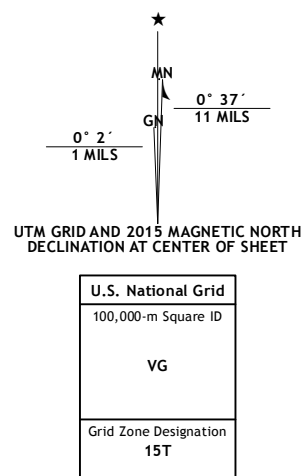 ★
MN
0° 37´
11 MILS
GN
0° 2´
1 MILS
UTM GRID AND 2015 MAGNETIC NORTH
DECLINATION AT CENTER OF SHEET
U.S. National Grid
100,000-m Square ID
VG
Grid Zone Designation
15T